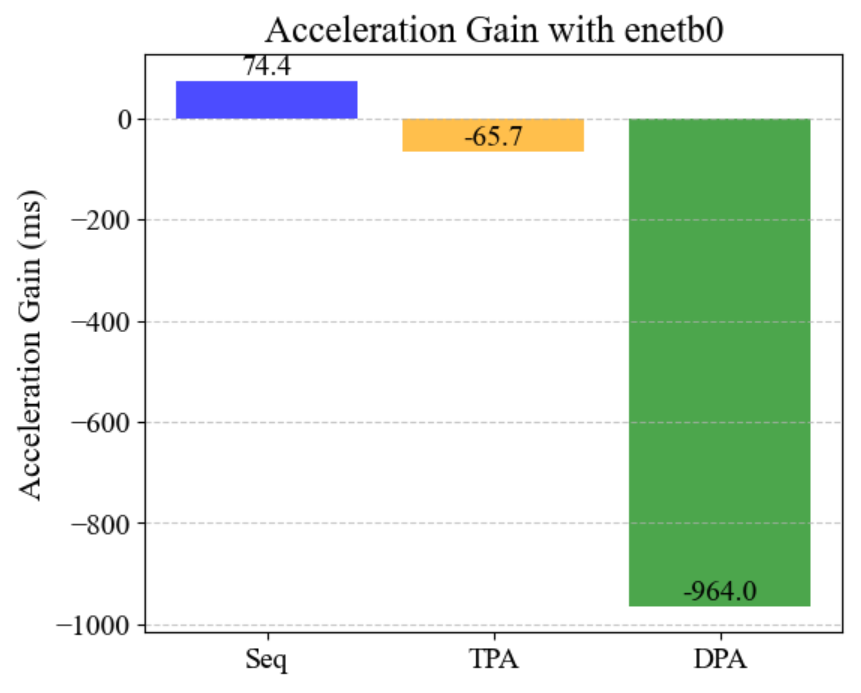 Acceleration Gain with enetb0
Acceleration Gain (ms)
74.4
0
-65.7
−200
−400
−600
−800
-964.0
−1000
Seq
TPA
DPA